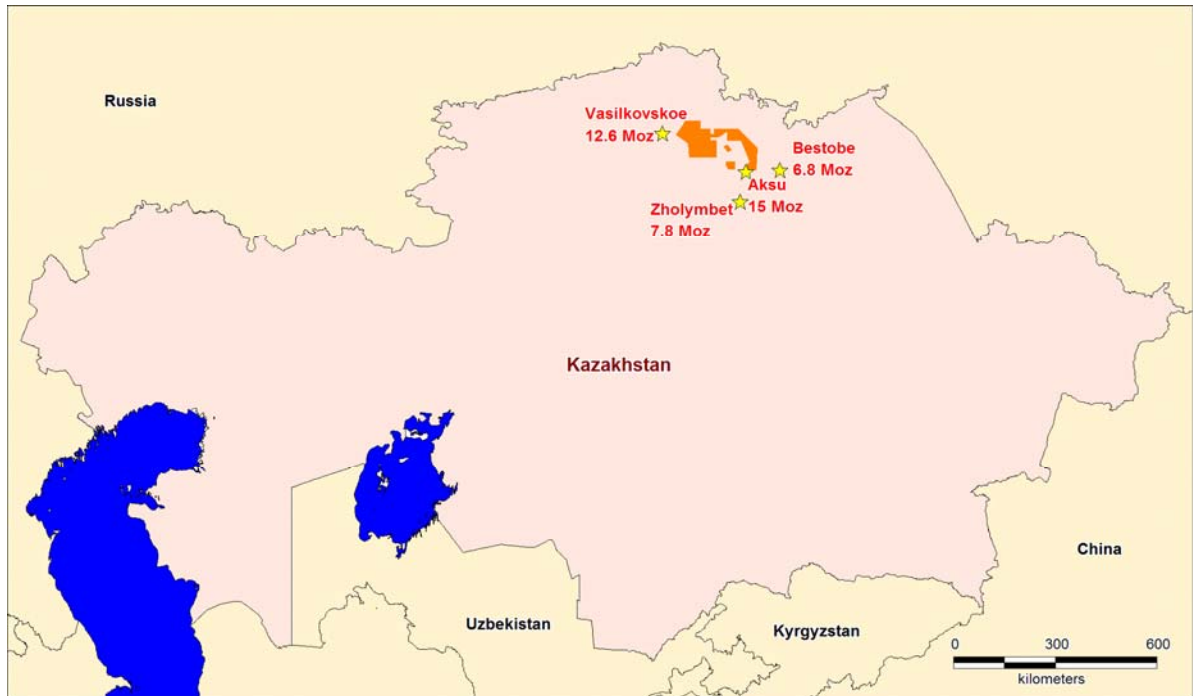 Russia
Vasilkovskoe
12.6 Moz
Bestobe
6.8 Moz
Aksu
15 Moz
Zholymbet
7.8 Moz
Kazakhstan
China
Uzbekistan
Kyrgyzstan
0 300 600
kilometers